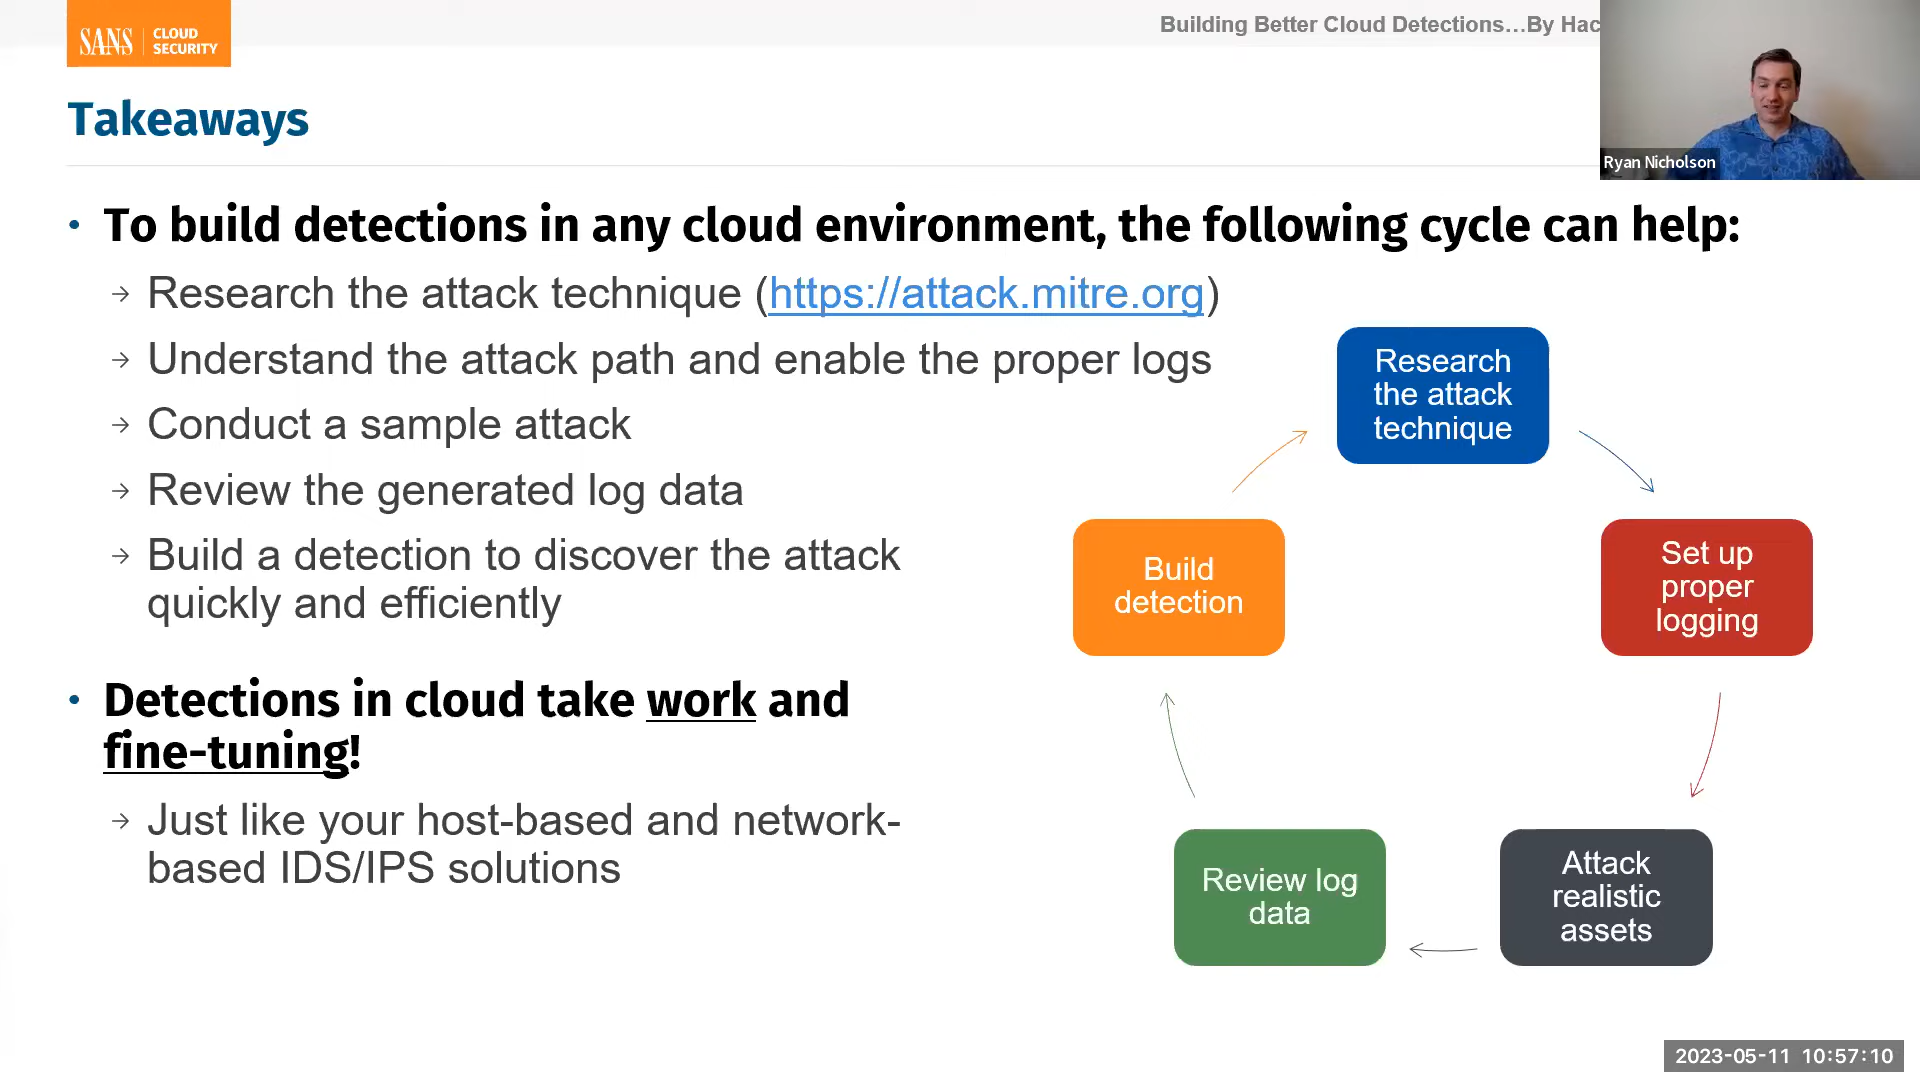 SANS
CLOUD
SECURITY
Building Better Cloud Detections…By Hac
Ryan Nicholson
Takeaways
• To build detections in any cloud environment, the following cycle can help:
→ Research the attack technique (https://attack.mitre.org)
→ Understand the attack path and enable the proper logs
→ Conduct a sample attack
→ Review the generated log data
→ Build a detection to discover the attack
quickly and efficiently
• Detections in cloud take work and
fine-tuning!
→ Just like your host-based and network-
based IDS/IPS solutions
Research
the attack
technique
Set up
proper
logging
Attack
realistic
assets
Review log
data
Build
detection
2023-05-11 10:57:10